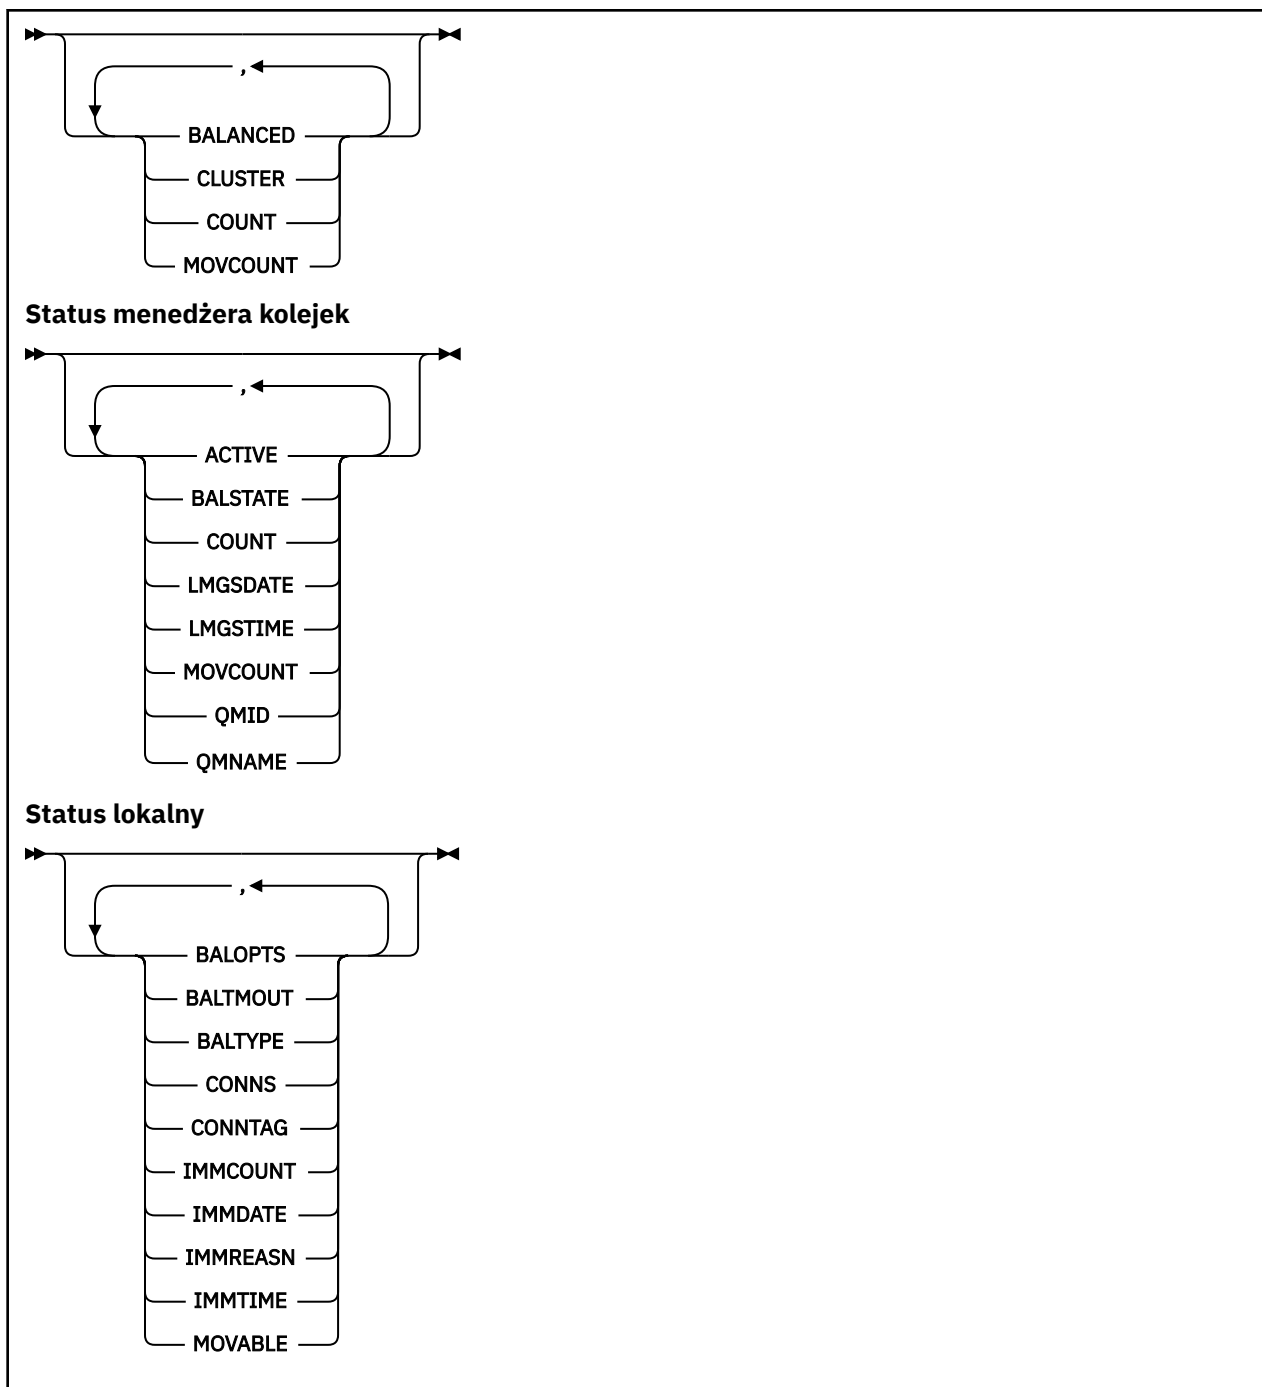 ,
BALANCED
CLUSTER
COUNT
MOVCOUNT
Status menedżera kolejek
,
ACTIVE
BALSTATE
COUNT
LMGSDATE
LMGSTIME
MOVCOUNT
QMID
QMNAME
Status lokalny
,
BALOPTS
BALTMOUT
BALTYPE
CONNS
CONNTAG
IMMCOUNT
IMMDATE
IMMREASN
IMMTIME
MOVABLE